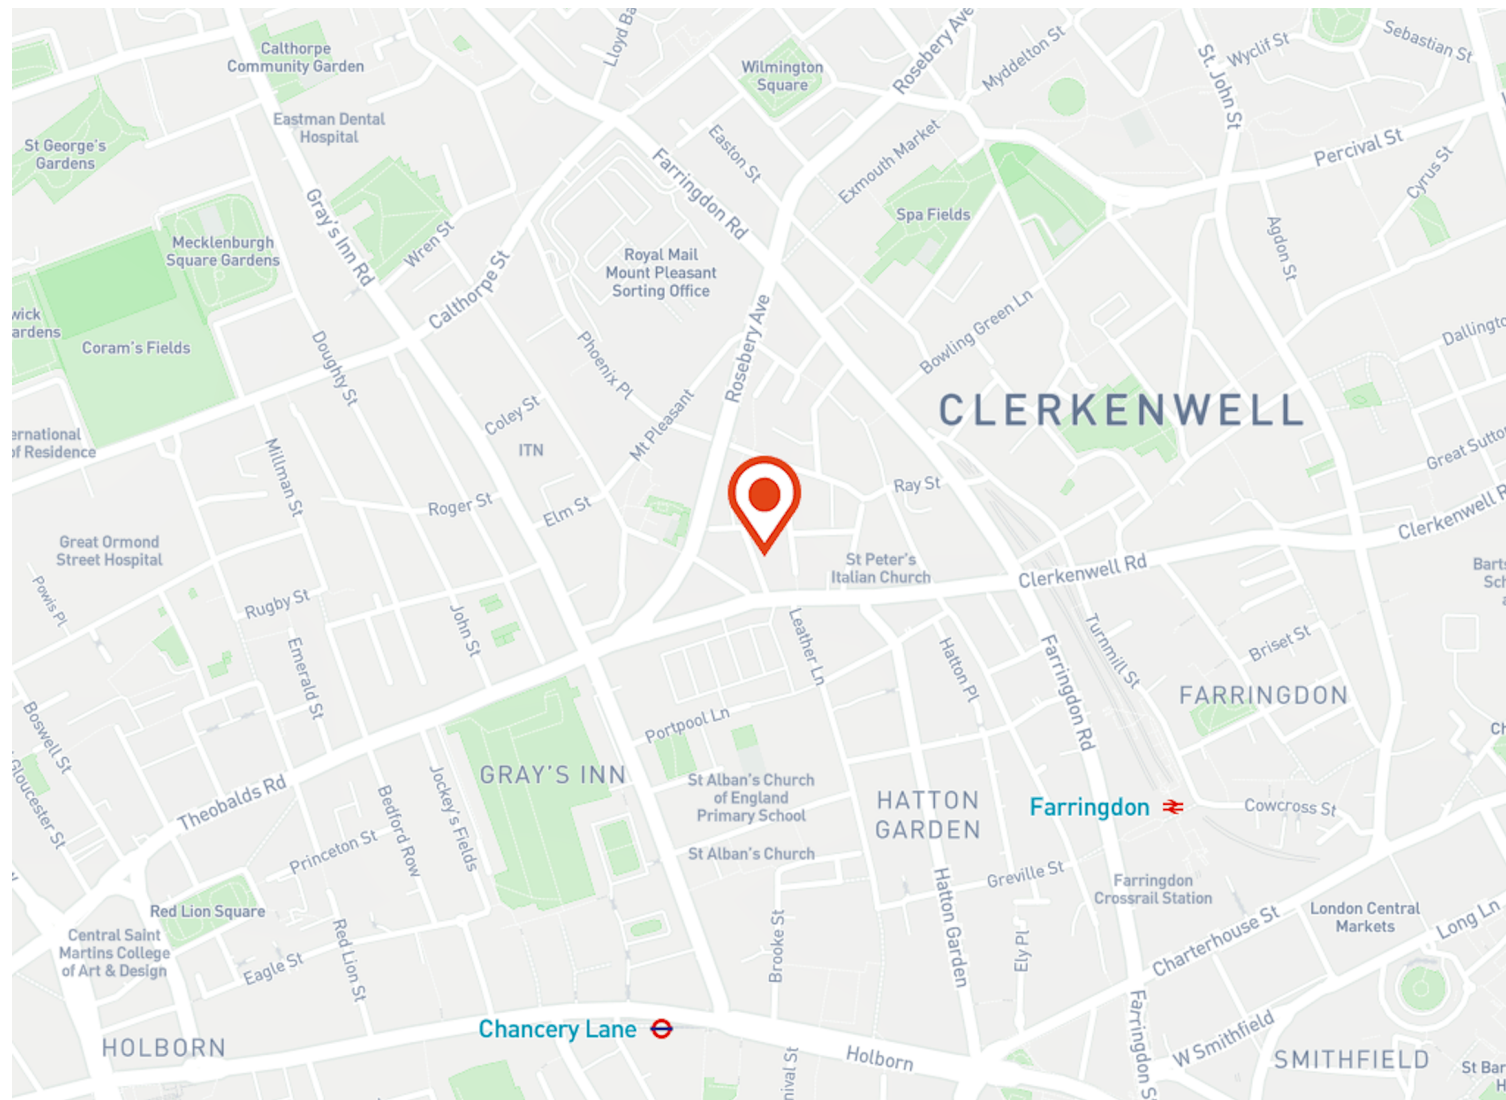 Lloyd Ba
Rosebery Ave
Myddelton St
St John St
Wyclif St
Sebastian St
Calthorpe
Community Garden
Wilmington
Square
Eastman Dental
Hospital
St George's
Gardens
Easton St
Exmouth Market
Percival St
Farringdon Rd
Cyrus St
Gray's Inn Rd
Spa Fields
Agdon St
Mecklenburgh
Square Gardens
Wren St
Calthorpe St
Royal Mail
Mount Pleasant
Sorting Office
wick
ardens
Coram's Fields
Doughty St
Phoenix Pl
Rosebery Ave
Bowling Green Ln
Dallingto
Coley St
Mt Pleasant
CLERKENWELL
ernational
of Residence
Millman St
ITN
Great Sutto
Roger St
Elm St
Ray St
Clerkenwell R
Great Ormond
Street Hospital
St Peter's
Italian Church
Clerkenwell Rd
Barts
Sch
a
Powis Pl
Rugby St
John St
Leather Ln
Turnmill St
Emerald St
Hatton Pl
Farringdon Rd
Briset St
FARRINGDON
Boswell St
Portpool Ln
Ch
Gloucester St
Theobalds Rd
Jockey's Fields
GRAY'S INN
St Alban's Church
of England
Primary School
HATTON
GARDEN
Farringdon
Cowcross St
Bedford Row
Princeton St
St Alban's Church
Greville St
Farringdon
Crossrail Station
Hatton Garden
Red Lion Square
Central Saint
Martins College
of Art & Design
Red Lion St
Eagle St
Brooke St
Ely Pl
Charterhouse St
London Central
Markets
Long Ln
Chancery Lane
HOLBORN
Holborn
nival St
Farringdon S
W Smithfield
SMITHFIELD
St Bar
H